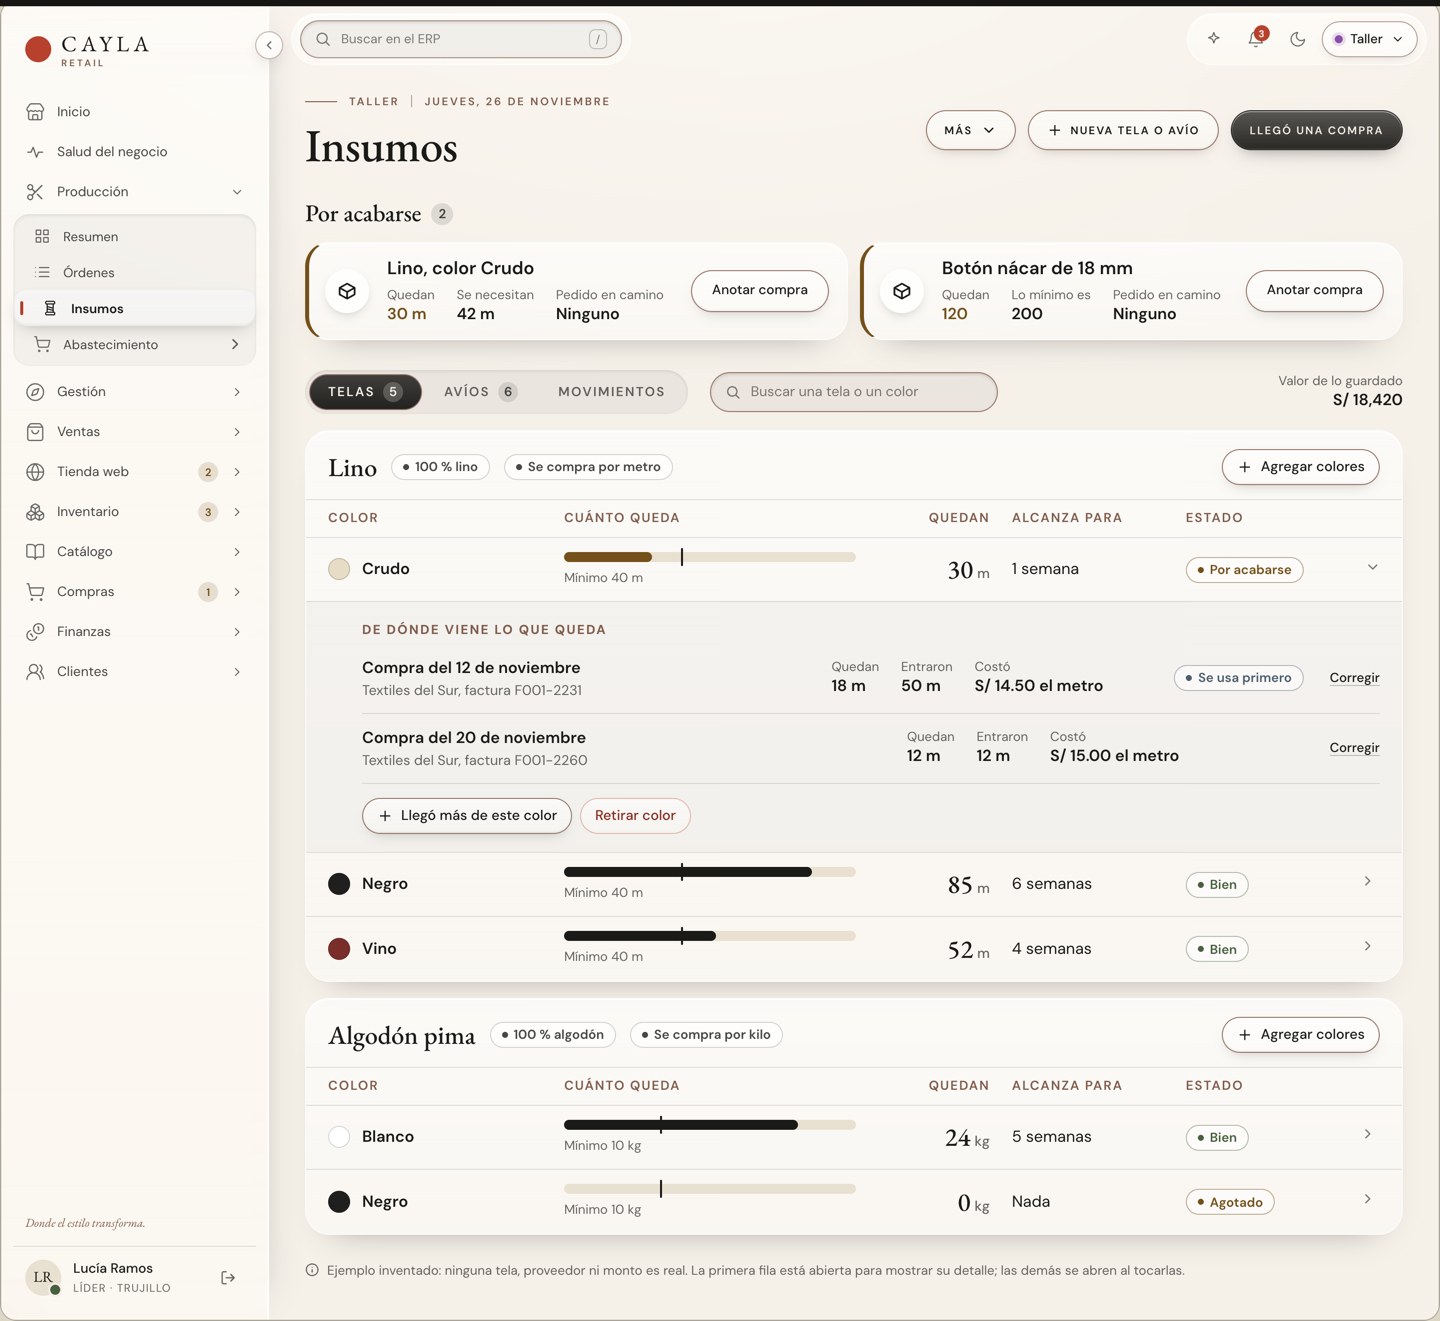 CAYLA
RETAIL
Inicio
Salud del negocio
Producción
Resumen
Órdenes
Insumos
Abastecimiento
Gestión
Ventas
Tienda web 2
Inventario 3
Catálogo
Compras 1
Finanzas
Clientes
Donde el estilo transforma.
LR
Lucía Ramos
LÍDER · TRUJILLO
Buscar en el ERP /
3
Taller
TALLER | JUEVES, 26 DE NOVIEMBRE
Insumos
MÁS
+ NUEVA TELA O AVÍO
LLEGÓ UNA COMPRA
Por acabarse 2
Lino, color Crudo
Quedan Se necesitan Pedido en camino
30 m 42 m Ninguno
Anotar compra
Botón nácar de 18 mm
Quedan Lo mínimo es Pedido en camino
120 200 Ninguno
Anotar compra
TELAS 5 AVÍOS 6 MOVIMIENTOS
Buscar una tela o un color
Valor de lo guardado
S/ 18,420
Lino • 100 % lino • Se compra por metro + Agregar colores
COLOR CUÁNTO QUEDA QUEDAN ALCANZA PARA ESTADO
Crudo 30 m 1 semana • Por acabarse
Mínimo 40 m
DE DÓNDE VIENE LO QUE QUEDA
Compra del 12 de noviembre
Textiles del Sur, factura F001-2231
Quedan Entraron Costó
18 m 50 m S/ 14.50 el metro
• Se usa primero
Corregir
Compra del 20 de noviembre
Textiles del Sur, factura F001-2260
Quedan Entraron Costó
12 m 12 m S/ 15.00 el metro
Corregir
+ Llegó más de este color
Retirar color
Negro 85 m 6 semanas • Bien
Mínimo 40 m
Vino 52 m 4 semanas • Bien
Mínimo 40 m
Algodón pima • 100 % algodón • Se compra por kilo + Agregar colores
COLOR CUÁNTO QUEDA QUEDAN ALCANZA PARA ESTADO
Blanco 24 kg 5 semanas • Bien
Mínimo 10 kg
Negro 0 kg Nada • Agotado
Mínimo 10 kg
Ejemplo inventado: ninguna tela, proveedor ni monto es real. La primera fila está abierta para mostrar su detalle; las demás se abren al tocarlas.